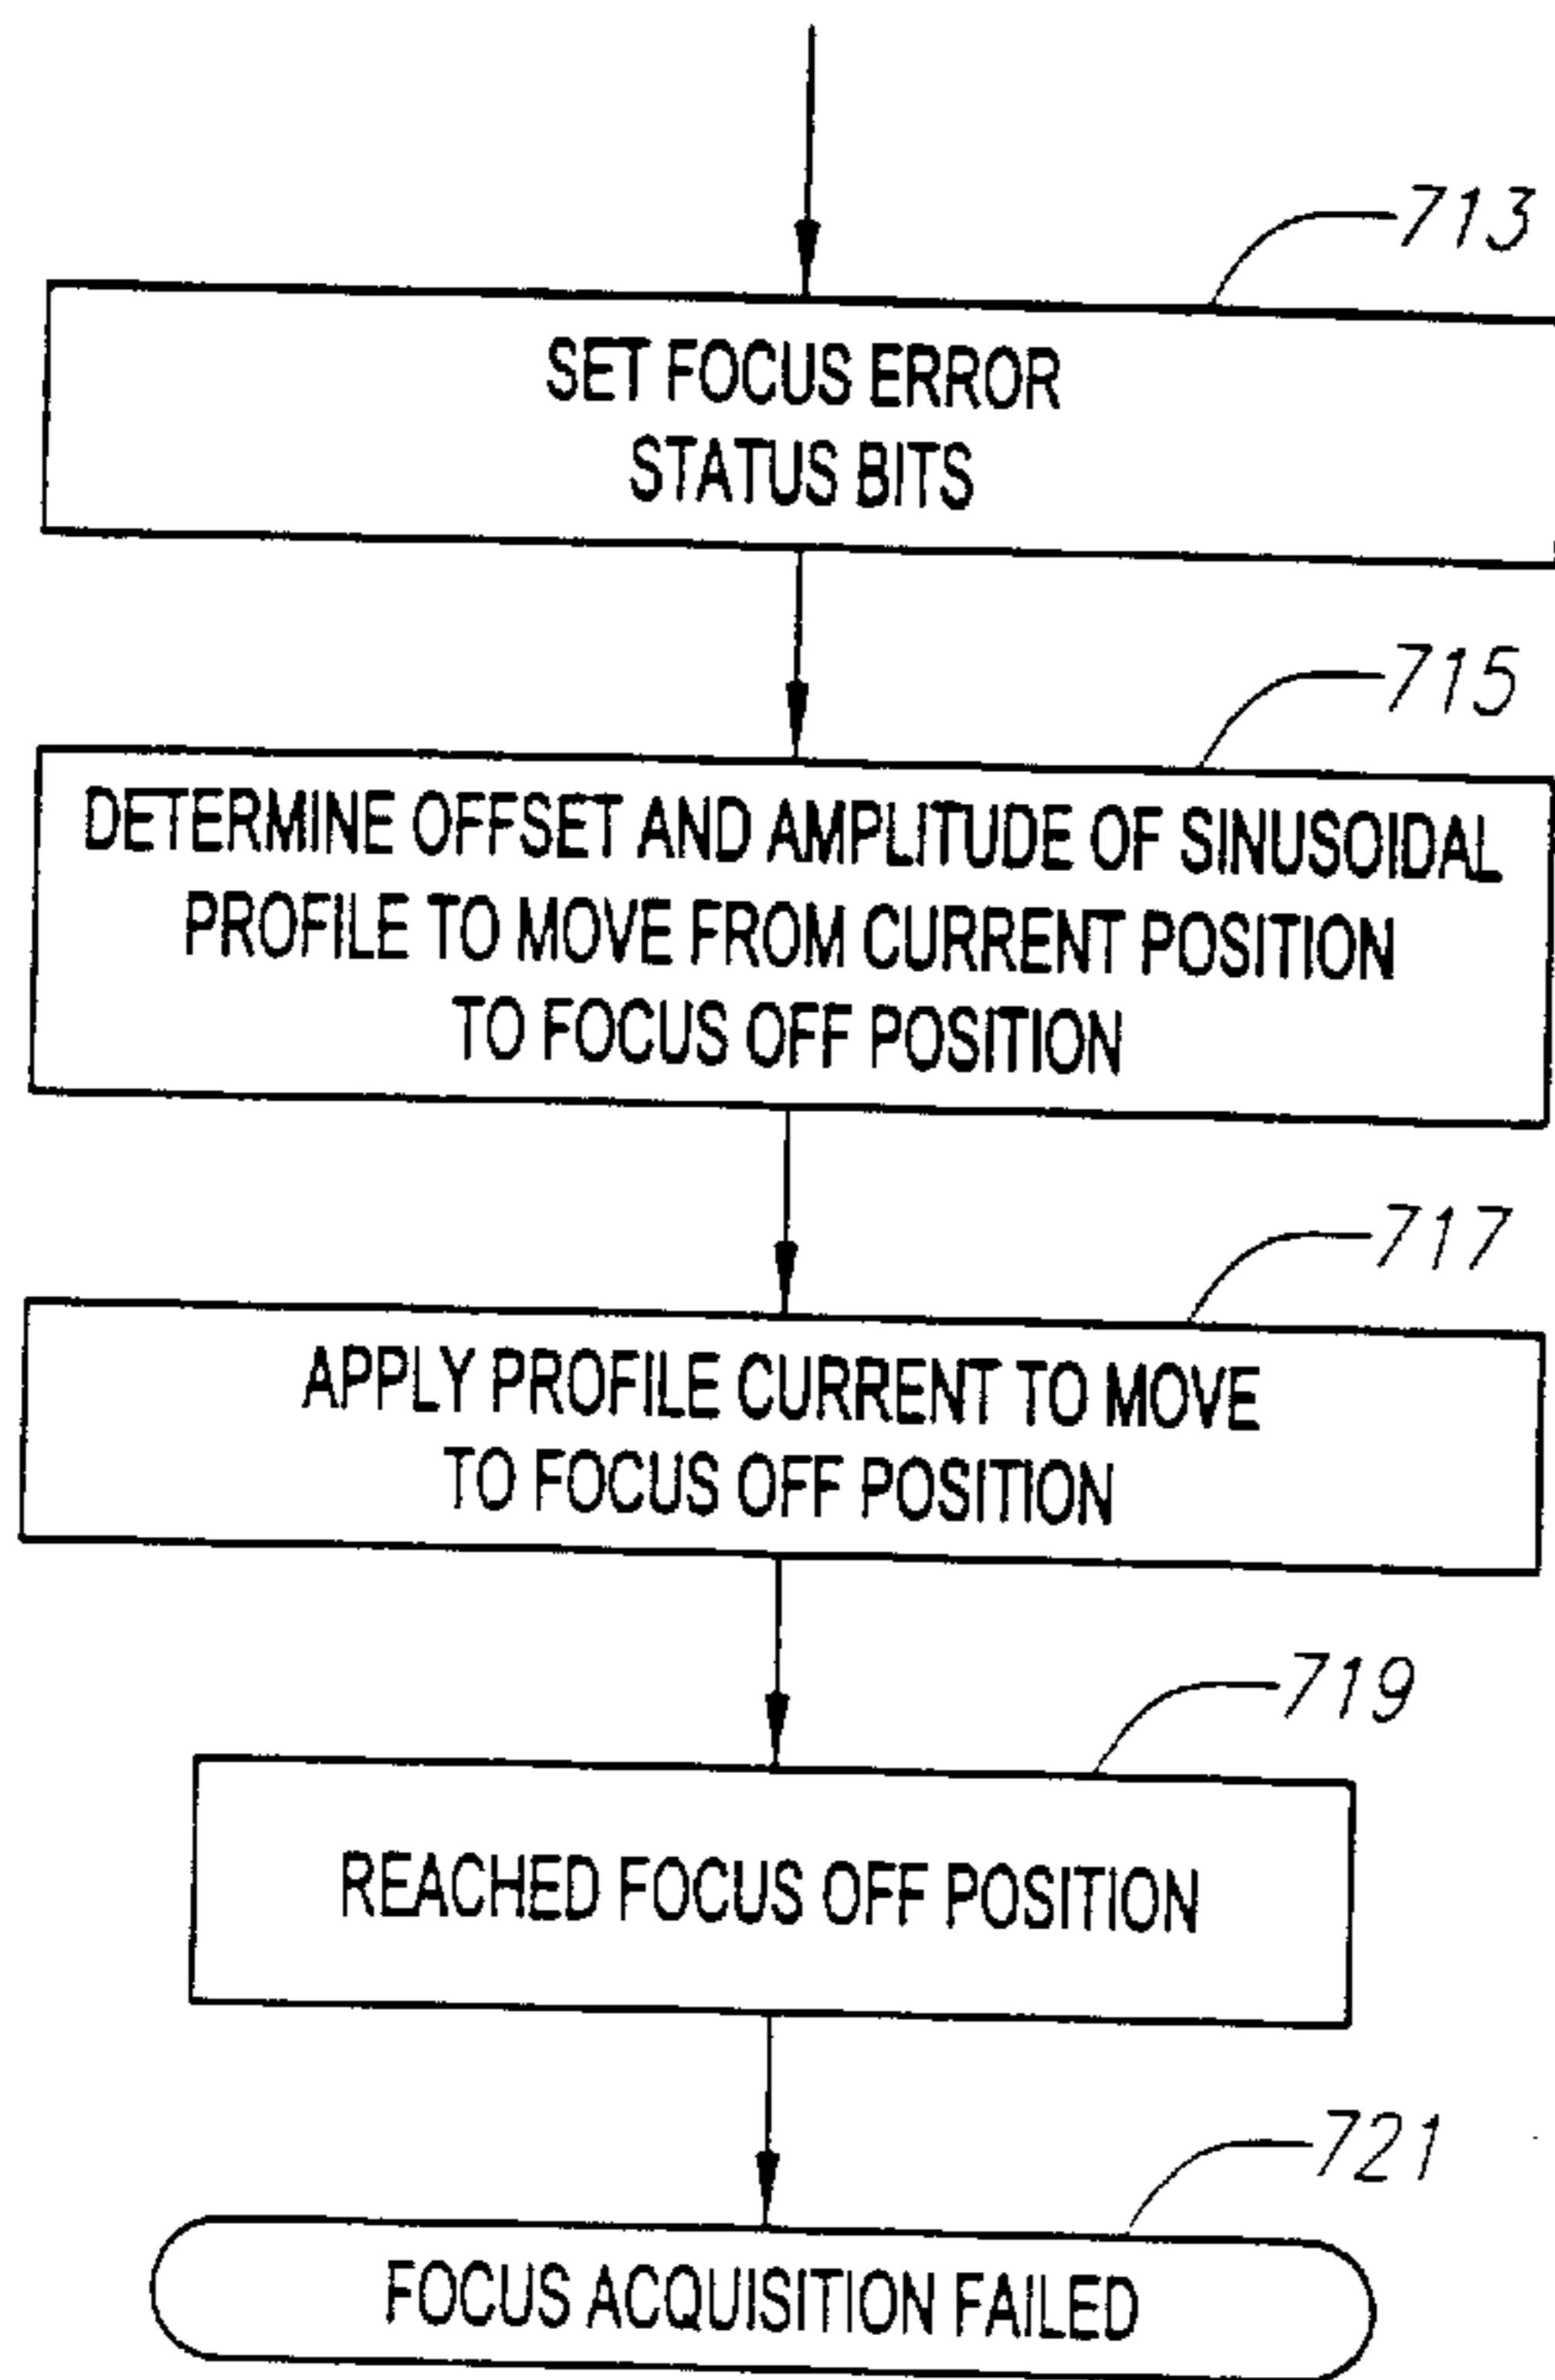 713
SET FOCUS ERROR
STATUS BITS
715
DETERMINE OFFSET AND AMPLITUDE OF SINUSOIDAL
PROFILE TO MOVE FROM CURRENT POSITION
TO FOCUS OFF POSITION
717
APPLY PROFILE CURRENT TO MOVE
TO FOCUS OFF POSITION
719
REACHED FOCUS OFF POSITION
721
FOCUS ACQUISITION FAILED